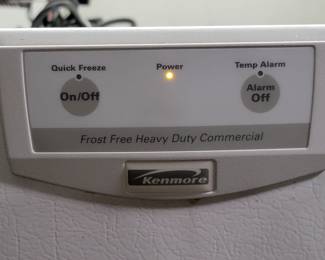 Quick Freeze Power Temp Alarm
On/Off Alarm Off
Frost Free Heavy Duty Commercial
Kenmore